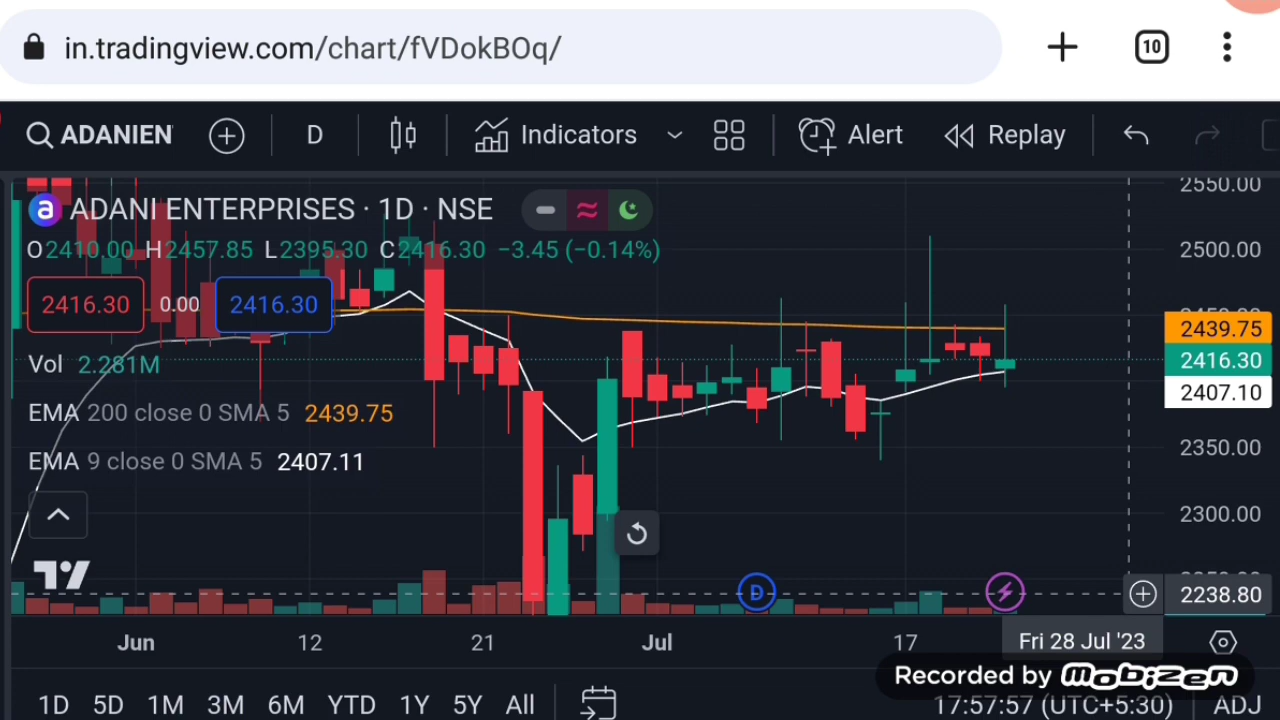 in.tradingview.com/chart/fVDokBOq/
10
ADANIEN
D
Indicators
Alert
Replay
a ADANI ENTERPRISES · 1D · NSE
O2410.00 H2457.85 L2395.30 C2416.30 −3.45 (−0.14%)
2416.30
0.00
2416.30
Vol 2.281M
EMA 200 close 0 SMA 5 2439.75
EMA 9 close 0 SMA 5 2407.11
2550.00
2500.00
2439.75
2416.30
2407.10
2350.00
2300.00
2238.80
D
Jun 12 21 Jul 17 Fri 28 Jul '23
Recorded by Mobizen
1D 5D 1M 3M 6M YTD 1Y 5Y All
17:57:57 (UTC+5:30)
ADJ